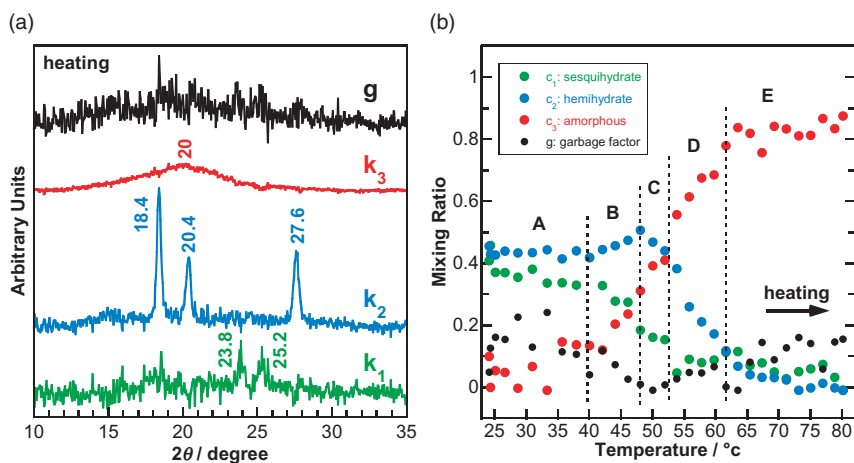 (a)
heating
g
k3
20
18.4
20.4
27.6
k2
23.8
25.2
k1
Arbitrary Units
10 15 20 25 30 35
2θ / degree
(b)
c1: sesquihydrate
c2: hemihydrate
c3: amorphous
g: garbage factor
A
B
C
D
E
heating
Mixing Ratio
1
0.8
0.6
0.4
0.2
0
25 30 35 40 45 50 55 60 65 70 75 80
Temperature / °c